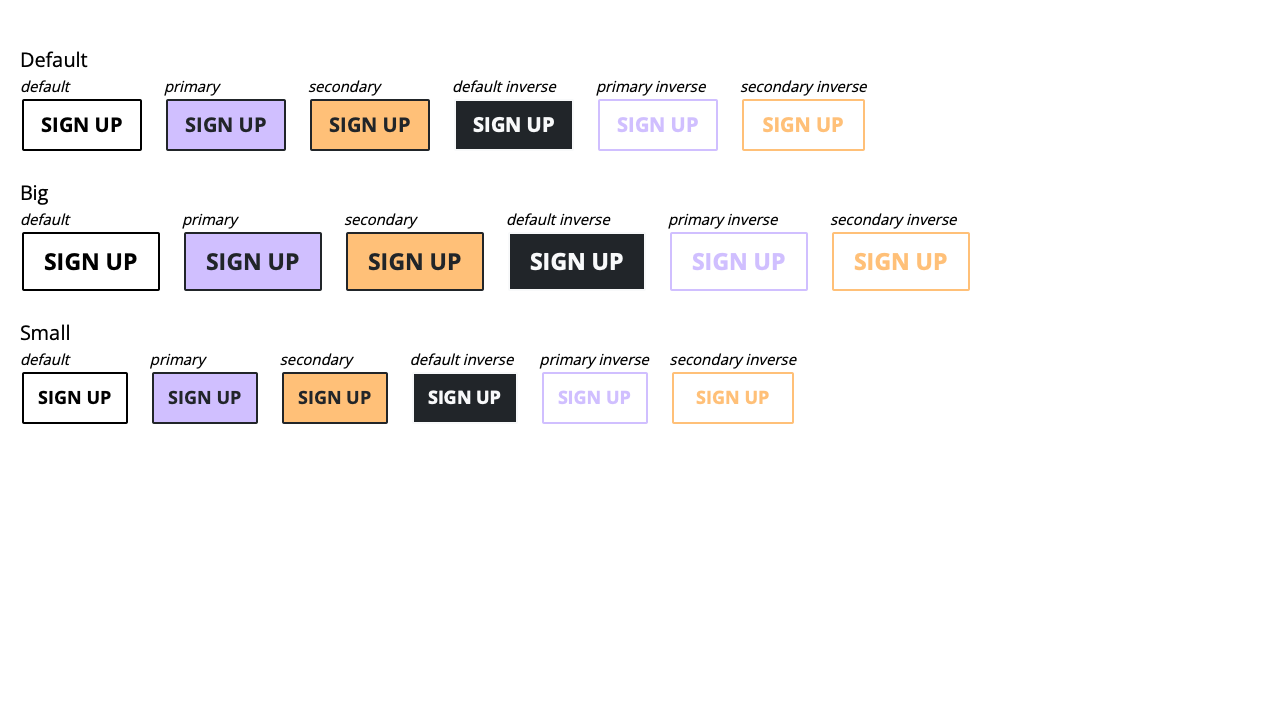 Default
default primary secondary default inverse primary inverse secondary inverse
SIGN UP SIGN UP SIGN UP SIGN UP SIGN UP SIGN UP
Big
default primary secondary default inverse primary inverse secondary inverse
SIGN UP SIGN UP SIGN UP SIGN UP SIGN UP SIGN UP
Small
default primary secondary default inverse primary inverse secondary inverse
SIGN UP SIGN UP SIGN UP SIGN UP SIGN UP SIGN UP